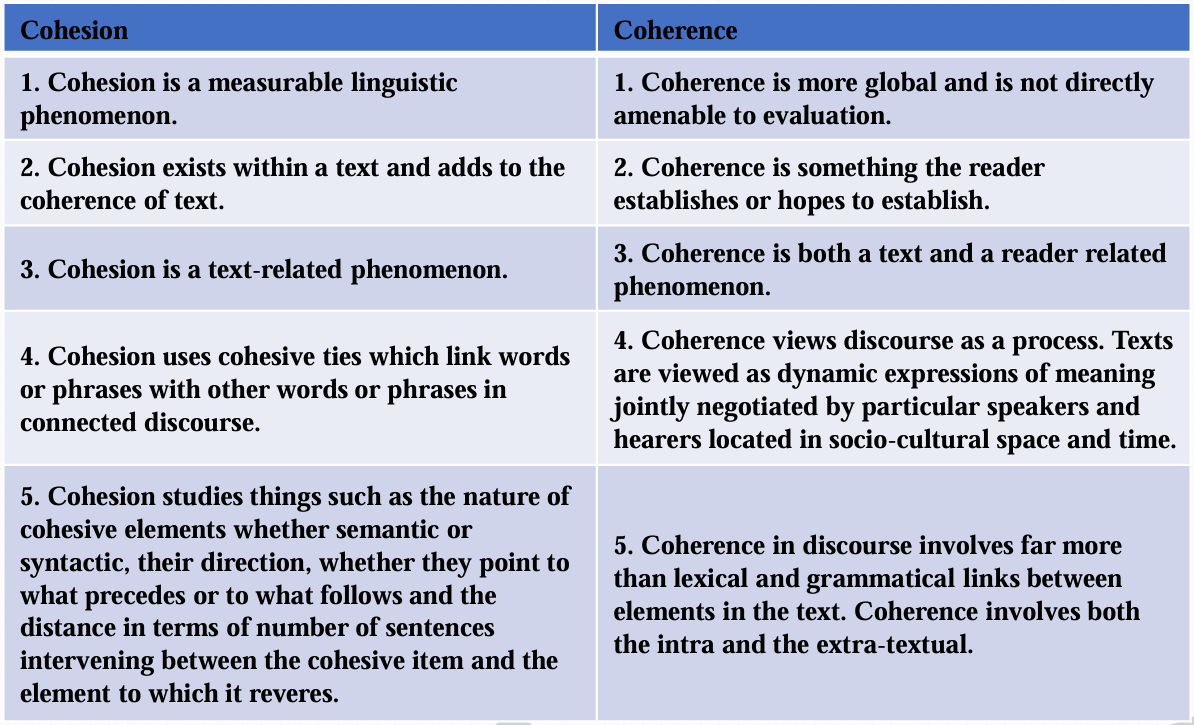 Cohesion
Coherence
1. Cohesion is a measurable linguistic
phenomenon.
1. Coherence is more global and is not directly
amenable to evaluation.
2. Cohesion exists within a text and adds to the
coherence of text.
2. Coherence is something the reader
establishes or hopes to establish.
3. Cohesion is a text-related phenomenon.
3. Coherence is both a text and a reader related
phenomenon.
4. Cohesion uses cohesive ties which link words
or phrases with other words or phrases in
connected discourse.
4. Coherence views discourse as a process. Texts
are viewed as dynamic expressions of meaning
jointly negotiated by particular speakers and
hearers located in socio-cultural space and time.
5. Cohesion studies things such as the nature of
cohesive elements whether semantic or
syntactic, their direction, whether they point to
what precedes or to what follows and the
distance in terms of number of sentences
intervening between the cohesive item and the
element to which it reveres.
5. Coherence in discourse involves far more
than lexical and grammatical links between
elements in the text. Coherence involves both
the intra and the extra-textual.